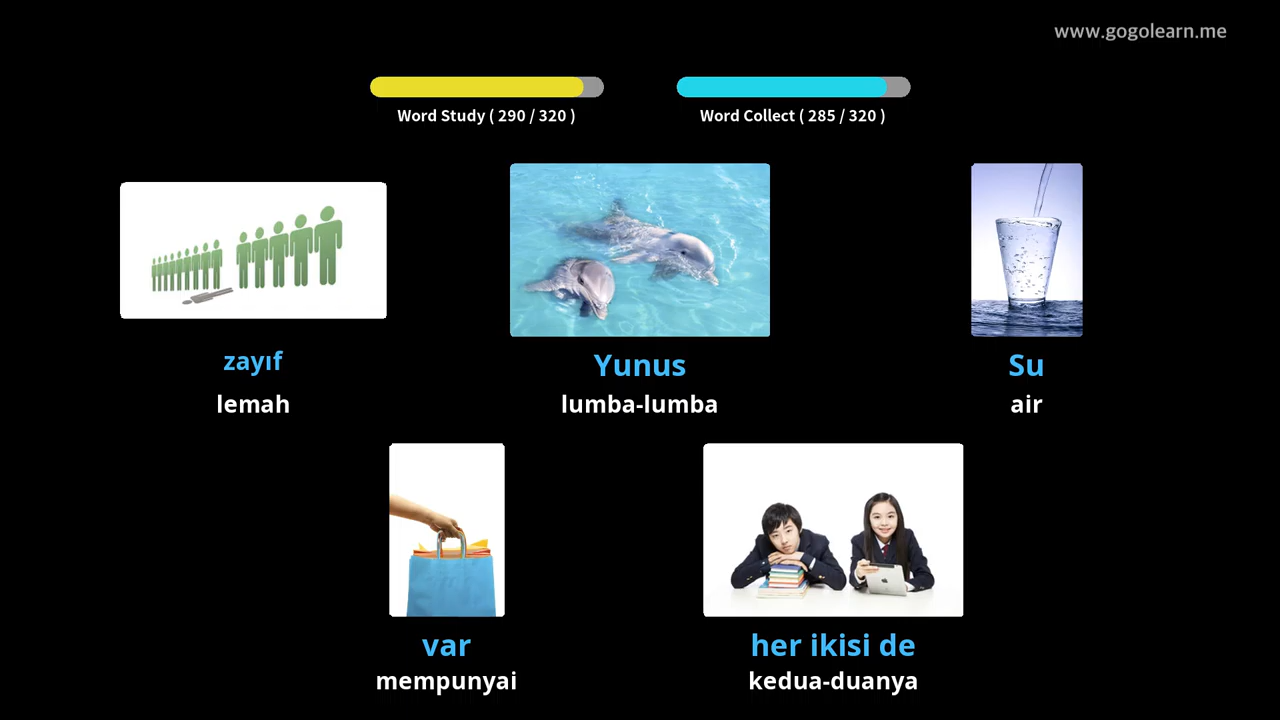 www.gogolearn.me
Word Study ( 290 / 320 )
Word Collect ( 285 / 320 )
zayıf
lemah
Yunus
lumba-lumba
Su
air
var
mempunyai
her ikisi de
kedua-duanya